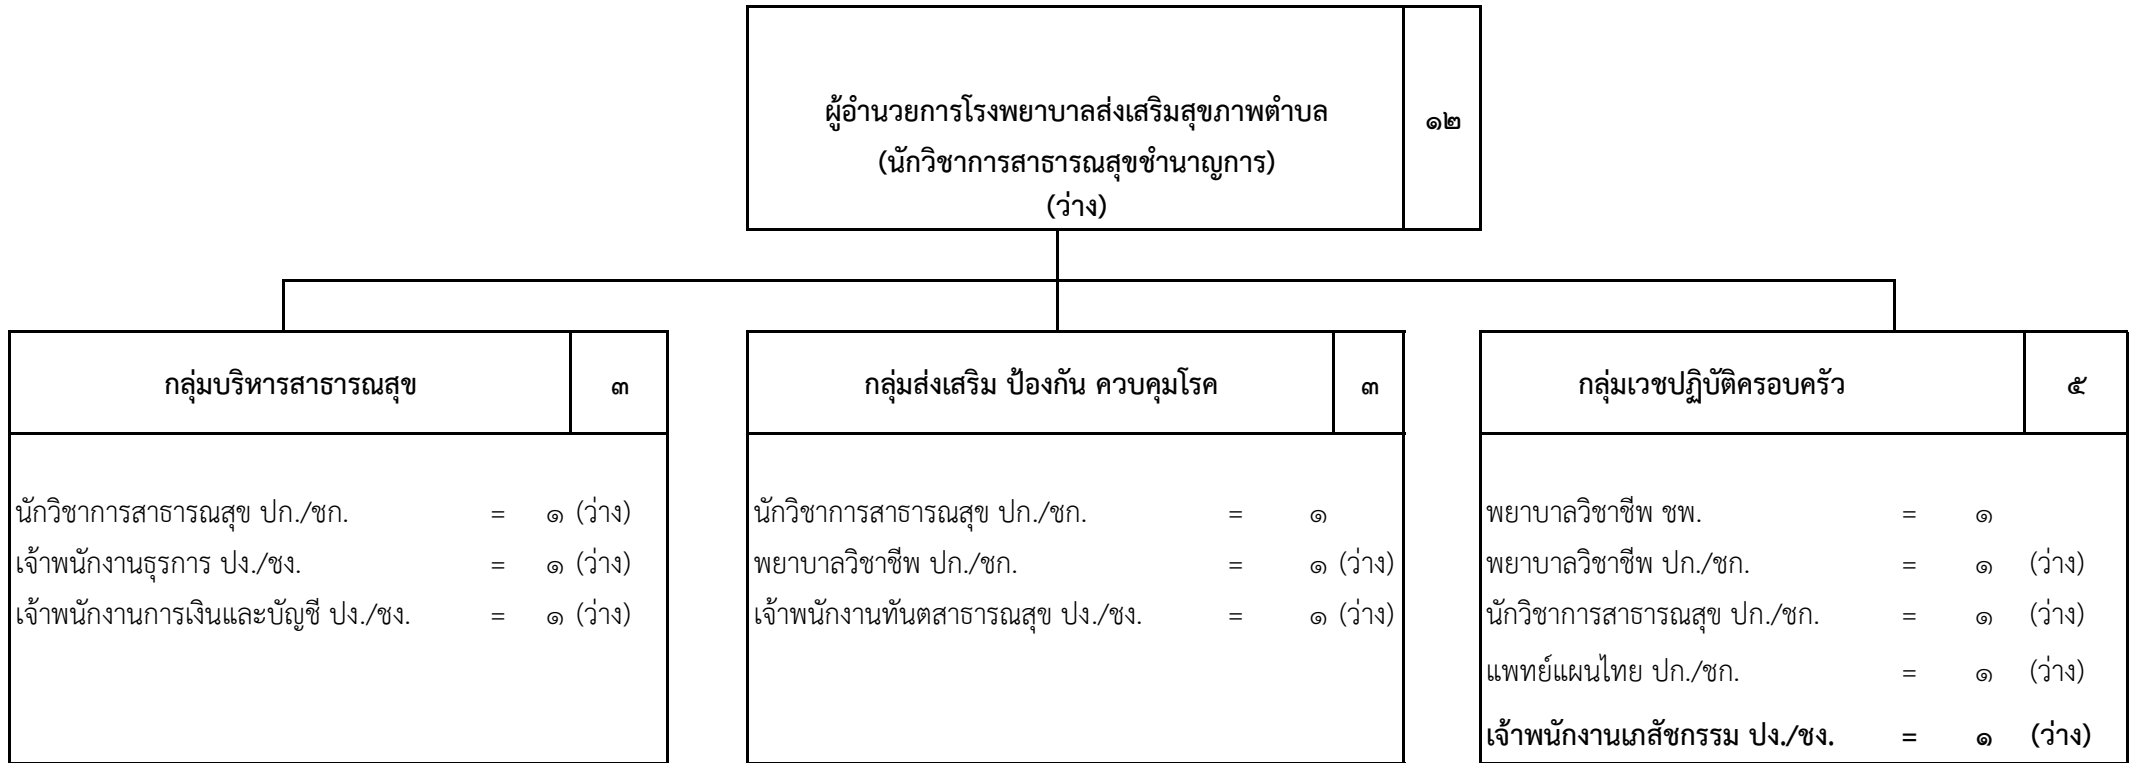 ผู้อำนวยการโรงพยาบาลส่งเสริมสุขภาพตำบล
(นักวิชาการสาธารณสุขชำนาญการ)
(ว่าง)
๑๒
กลุ่มบริหารสาธารณสุข ๓
นักวิชาการสาธารณสุข ปก./ชก. = ๑ (ว่าง)
เจ้าพนักงานธุรการ ปง./ชง. = ๑ (ว่าง)
เจ้าพนักงานการเงินและบัญชี ปง./ชง. = ๑ (ว่าง)
กลุ่มส่งเสริม ป้องกัน ควบคุมโรค ๓
นักวิชาการสาธารณสุข ปก./ชก. = ๑
พยาบาลวิชาชีพ ปก./ชก. = ๑ (ว่าง)
เจ้าพนักงานทันตสาธารณสุข ปง./ชง. = ๑ (ว่าง)
กลุ่มเวชปฏิบัติครอบครัว ๕
พยาบาลวิชาชีพ ชพ. = ๑
พยาบาลวิชาชีพ ปก./ชก. = ๑ (ว่าง)
นักวิชาการสาธารณสุข ปก./ชก. = ๑ (ว่าง)
แพทย์แผนไทย ปก./ชก. = ๑ (ว่าง)
เจ้าพนักงานเภสัชกรรม ปง./ชง. = ๑ (ว่าง)